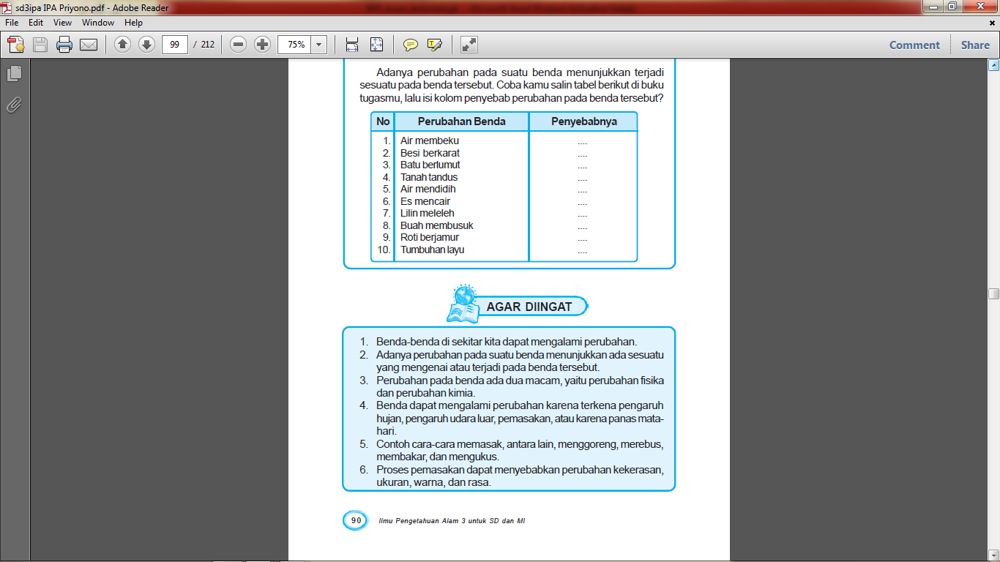 sd3ipa IPA Priyono.pdf - Adobe Reader
File Edit View Window Help
99 / 212 75% Comment Share
Adanya perubahan pada suatu benda menunjukkan terjadi
sesuatu pada benda tersebut. Coba kamu salin tabel berikut di buku
tugasmu, lalu isi kolom penyebab perubahan pada benda tersebut?
No Perubahan Benda Penyebabnya
1. Air membeku ....
2. Besi berkarat ....
3. Batu berlumut ....
4. Tanah tandus ....
5. Air mendidih ....
6. Es mencair ....
7. Lilin meleleh ....
8. Buah membusuk ....
9. Roti berjamur ....
10. Tumbuhan layu ....
AGAR DIINGAT
1. Benda-benda di sekitar kita dapat mengalami perubahan.
2. Adanya perubahan pada suatu benda menunjukkan ada sesuatu
yang mengenai atau terjadi pada benda tersebut.
3. Perubahan pada benda ada dua macam, yaitu perubahan fisika
dan perubahan kimia.
4. Benda dapat mengalami perubahan karena terkena pengaruh
hujan, pengaruh udara luar, pemasakan, atau karena panas mata-
hari.
5. Contoh cara-cara memasak, antara lain, menggoreng, merebus,
membakar, dan mengukus.
6. Proses pemasakan dapat menyebabkan perubahan kekerasan,
ukuran, warna, dan rasa.
90 Ilmu Pengetahuan Alam 3 untuk SD dan MI